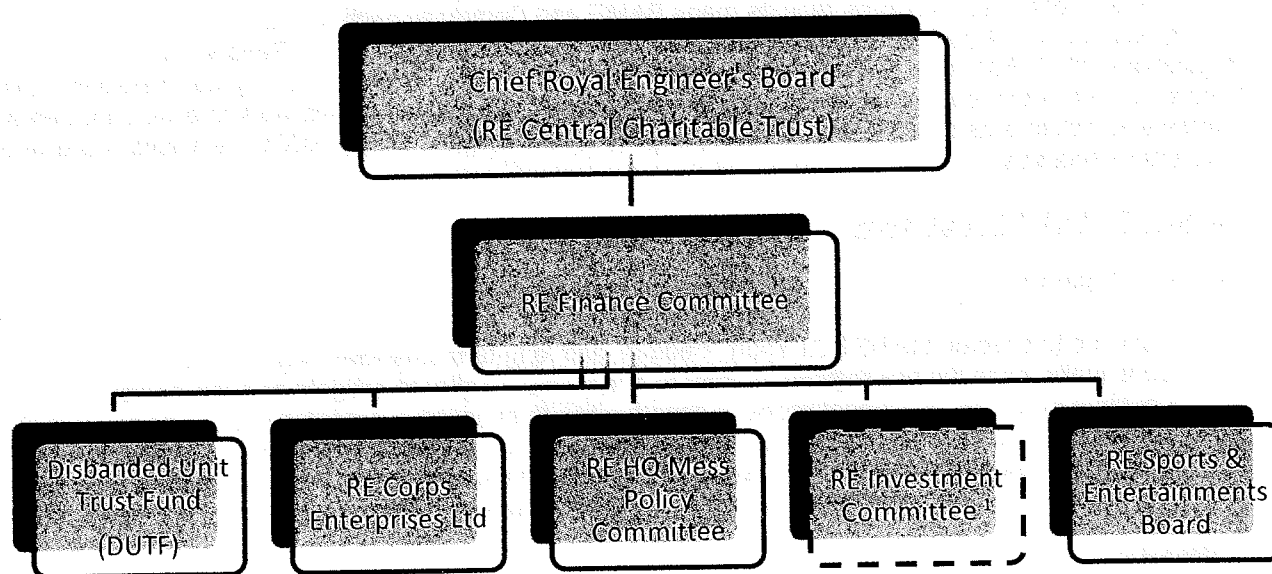 Chief Royal Engineer's Board
(RE Central Charitable Trust)
RE Finance Committee
Disbanded Unit
Trust Fund
(DUTF)
RE Corps
Enterprises Ltd
RE HQ Mess
Policy
Committee
RE Investment
Committee ¹
RE Sports &
Entertainments
Board